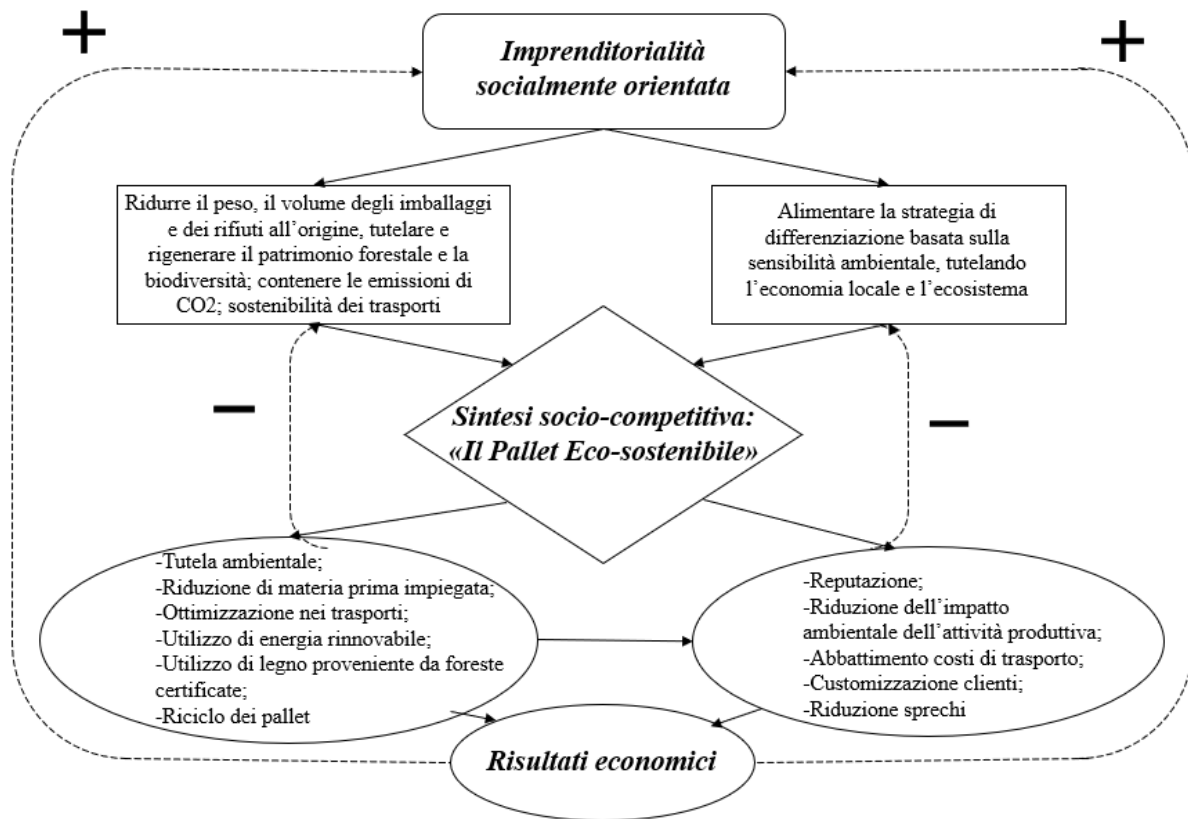 +
+
Imprenditorialità
socialmente orientata
Ridurre il peso, il volume degli imballaggi
e dei rifiuti all’origine, tutelare e
rigenerare il patrimonio forestale e la
biodiversità; contenere le emissioni di
CO2; sostenibilità dei trasporti
Alimentare la strategia di
differenziazione basata sulla
sensibilità ambientale, tutelando
l’economia locale e l’ecosistema
−
−
Sintesi socio-competitiva:
«Il Pallet Eco-sostenibile»
-Tutela ambientale;
-Riduzione di materia prima impiegata;
-Ottimizzazione nei trasporti;
-Utilizzo di energia rinnovabile;
-Utilizzo di legno proveniente da foreste
certificate;
-Riciclo dei pallet
-Reputazione;
-Riduzione dell’impatto
ambientale dell’attività produttiva;
-Abbattimento costi di trasporto;
-Customizzazione clienti;
-Riduzione sprechi
Risultati economici